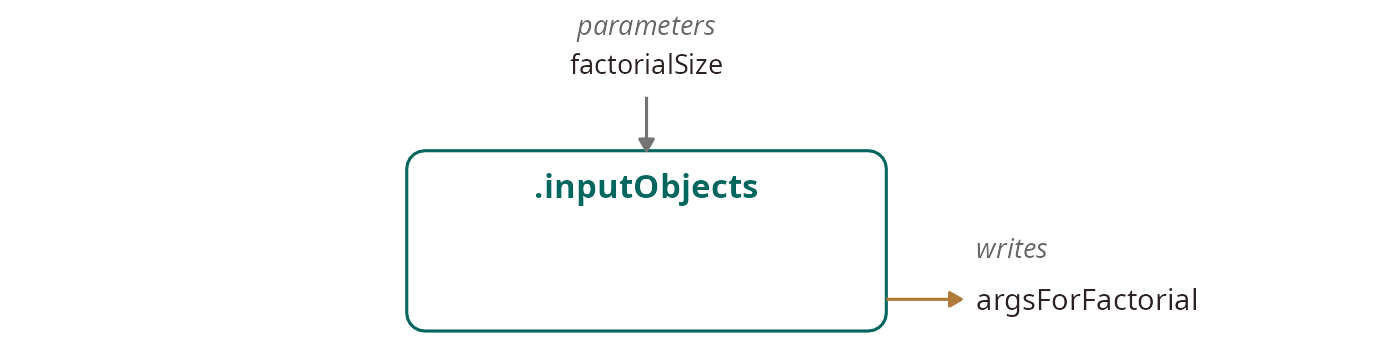 parameters
factorialSize
.inputObjects
writes
argsForFactorial